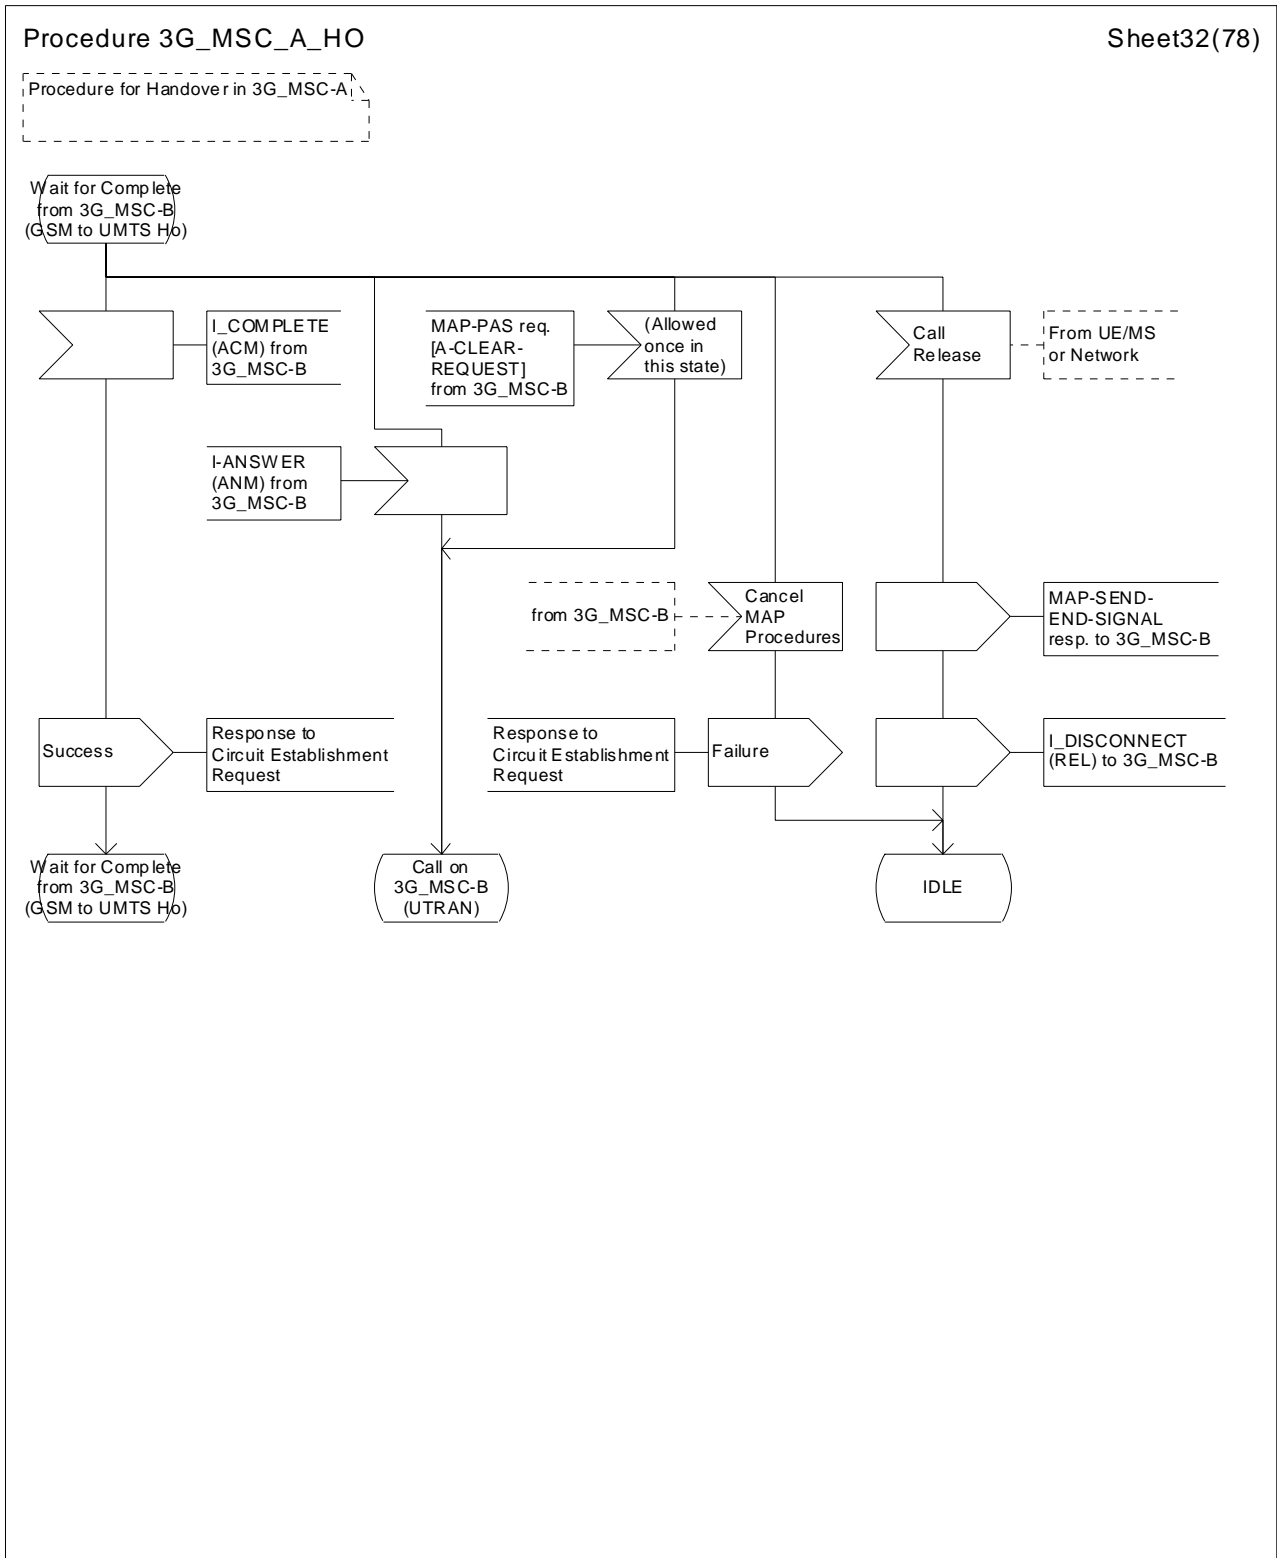 Procedure 3G_MSC_A_HO
Sheet32(78)
Procedure for Handover in 3G_MSC-A
Wait for Complete
from 3G_MSC-B
(GSM to UMTS Ho)
I_COMPLETE
(ACM) from
3G_MSC-B
MAP-PAS req.
[A-CLEAR-
REQUEST]
from 3G_MSC-B
(Allowed
once in
this state)
Call
Release
From UE/MS
or Network
I-ANSWER
(ANM) from
3G_MSC-B
from 3G_MSC-B
Cancel
MAP
Procedures
MAP-SEND-
END-SIGNAL
resp. to 3G_MSC-B
Success
Response to
Circuit Establishment
Request
Response to
Circuit Establishment
Request
Failure
I_DISCONNECT
(REL) to 3G_MSC-B
Wait for Complete
from 3G_MSC-B
(GSM to UMTS Ho)
Call on
3G_MSC-B
(UTRAN)
IDLE